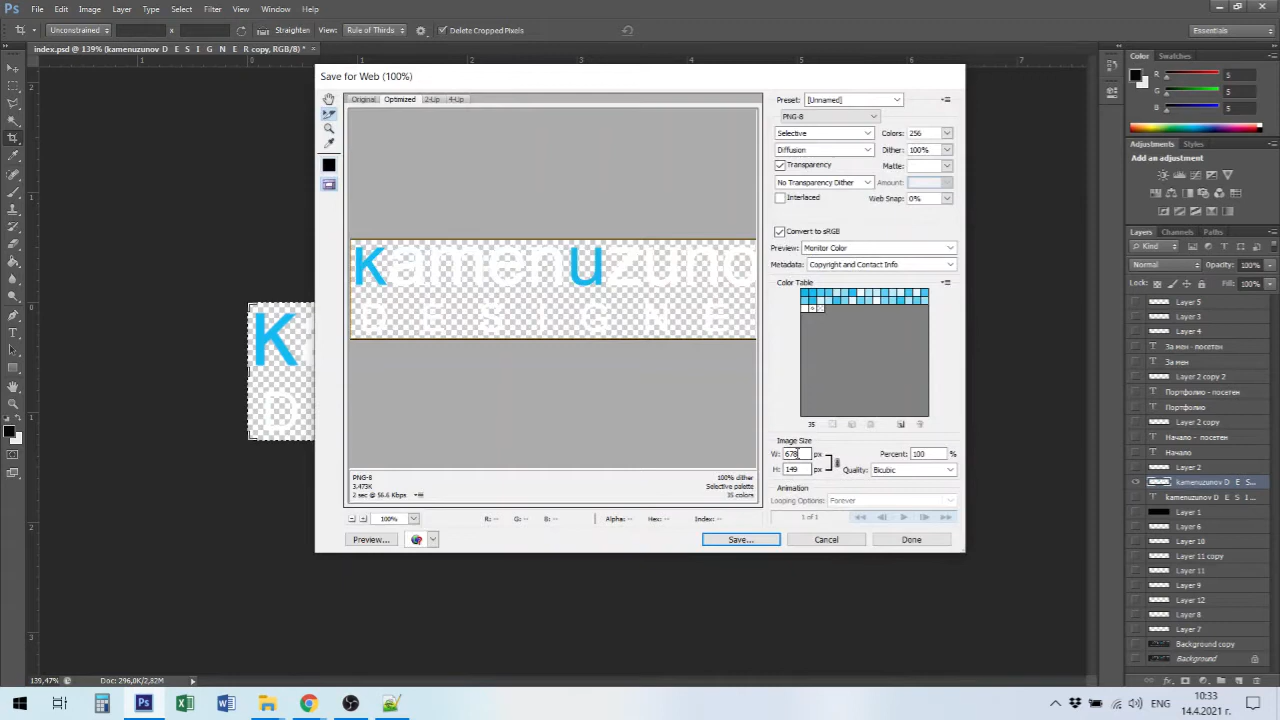 Ps File Edit Image Layer Type Select Filter View Window Help
Unconstrained x Straighten View: Rule of Thirds Delete Cropped Pixels Essentials
index.psd @ 139% (kamenuzunov D E S I G N E R copy, RGB/8) * ×
Save for Web (100%)
Original Optimized 2-Up 4-Up
Preset: [Unnamed]
PNG-8
Selective Colors: 256
Diffusion Dither: 100%
Transparency Matte:
No Transparency Dither Amount:
Interlaced Web Snap: 0%
Convert to sRGB
Preview: Monitor Color
Metadata: Copyright and Contact Info
Color Table
35
Image Size
W: 678 px Percent: 100 %
H: 149 px Quality: Bicubic
Animation
Looping Options: Forever
1 of 1
kamenuzuno
D E S I G N E
K
D
PNG-8
3.473K
2 sec @ 56.6 Kbps
100% dither
Selective palette
35 colors
100% R: -- G: -- B: -- Alpha: -- Hex: -- Index: --
Preview... Save... Cancel Done
Color Swatches
R 5
G 5
B 5
Adjustments Styles
Add an adjustment
Layers Channels Paths
Kind
Normal Opacity: 100%
Lock: Fill: 100%
Layer 5
Layer 3
Layer 4
За мен - посетен
За мен
Layer 2 copy 2
Портфолио - посетен
Портфолио
Layer 2 copy
Начало - посетен
Начало
Layer 2
kamenuzunov D E S...
kamenuzunov D E S I ...
Layer 1
Layer 6
Layer 10
Layer 11 copy
Layer 11
Layer 9
Layer 12
Layer 8
Layer 7
Background copy
Background
139,47% Doc: 296,0K/2,82M
ENG
10:33
14.4.2021 г.